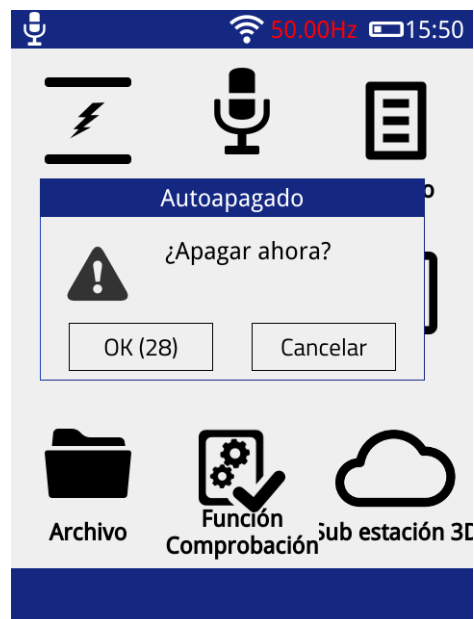 50.00Hz 15:50
Autoapagado
¿Apagar ahora?
OK (28) Cancelar
Archivo
Función
Comprobación
Sub estación 3D